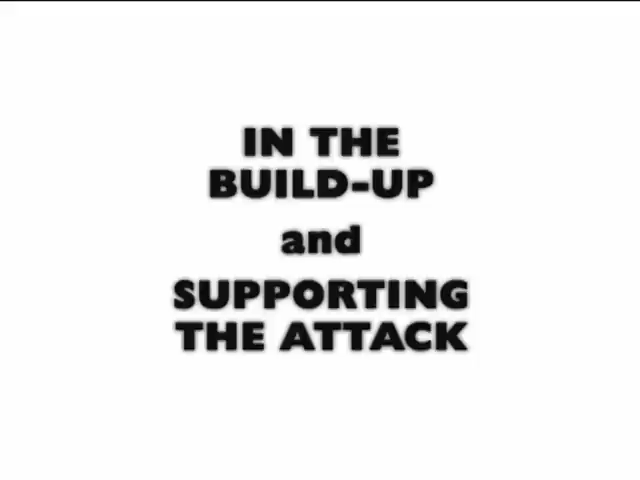 IN THE
BUILD-UP
and
SUPPORTING
THE ATTACK